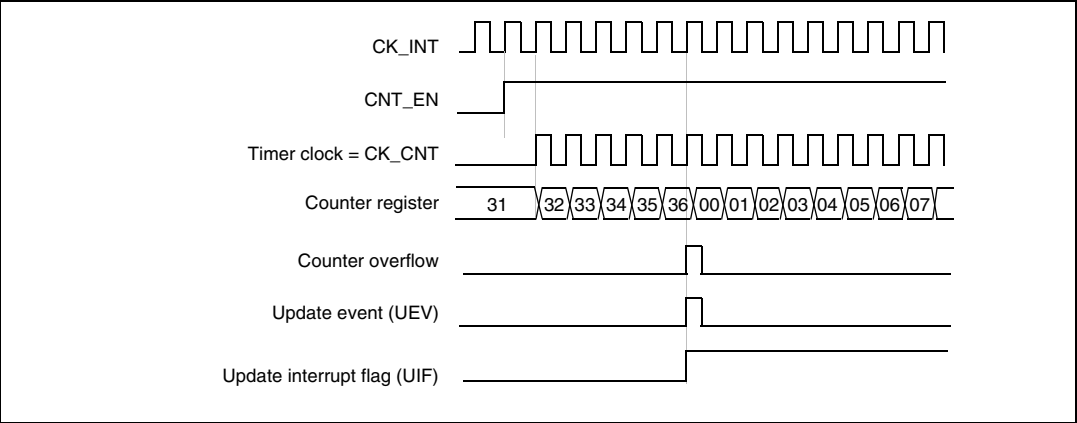 CK_INT
CNT_EN
Timer clock = CK_CNT
Counter register 31 32 33 34 35 36 00 01 02 03 04 05 06 07
Counter overflow
Update event (UEV)
Update interrupt flag (UIF)